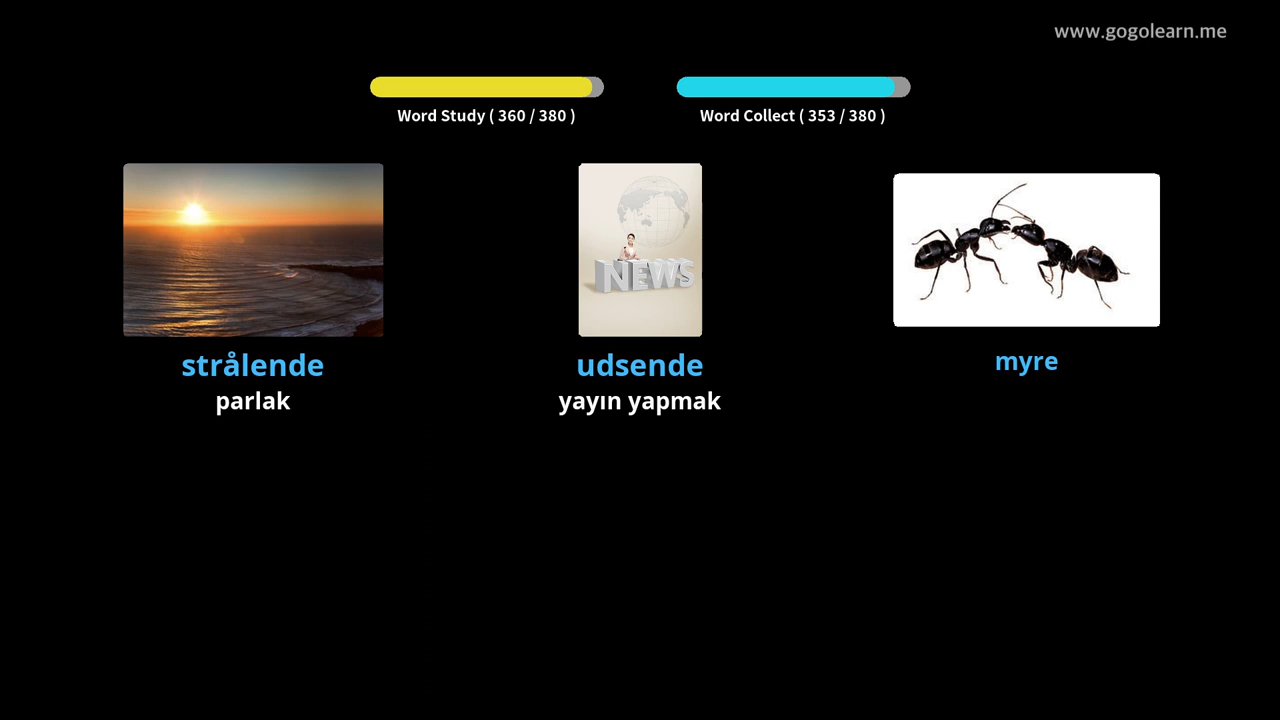 www.gogolearn.me
Word Study ( 360 / 380 )
Word Collect ( 353 / 380 )
NEWS
strålende
udsende
myre
parlak
yayın yapmak